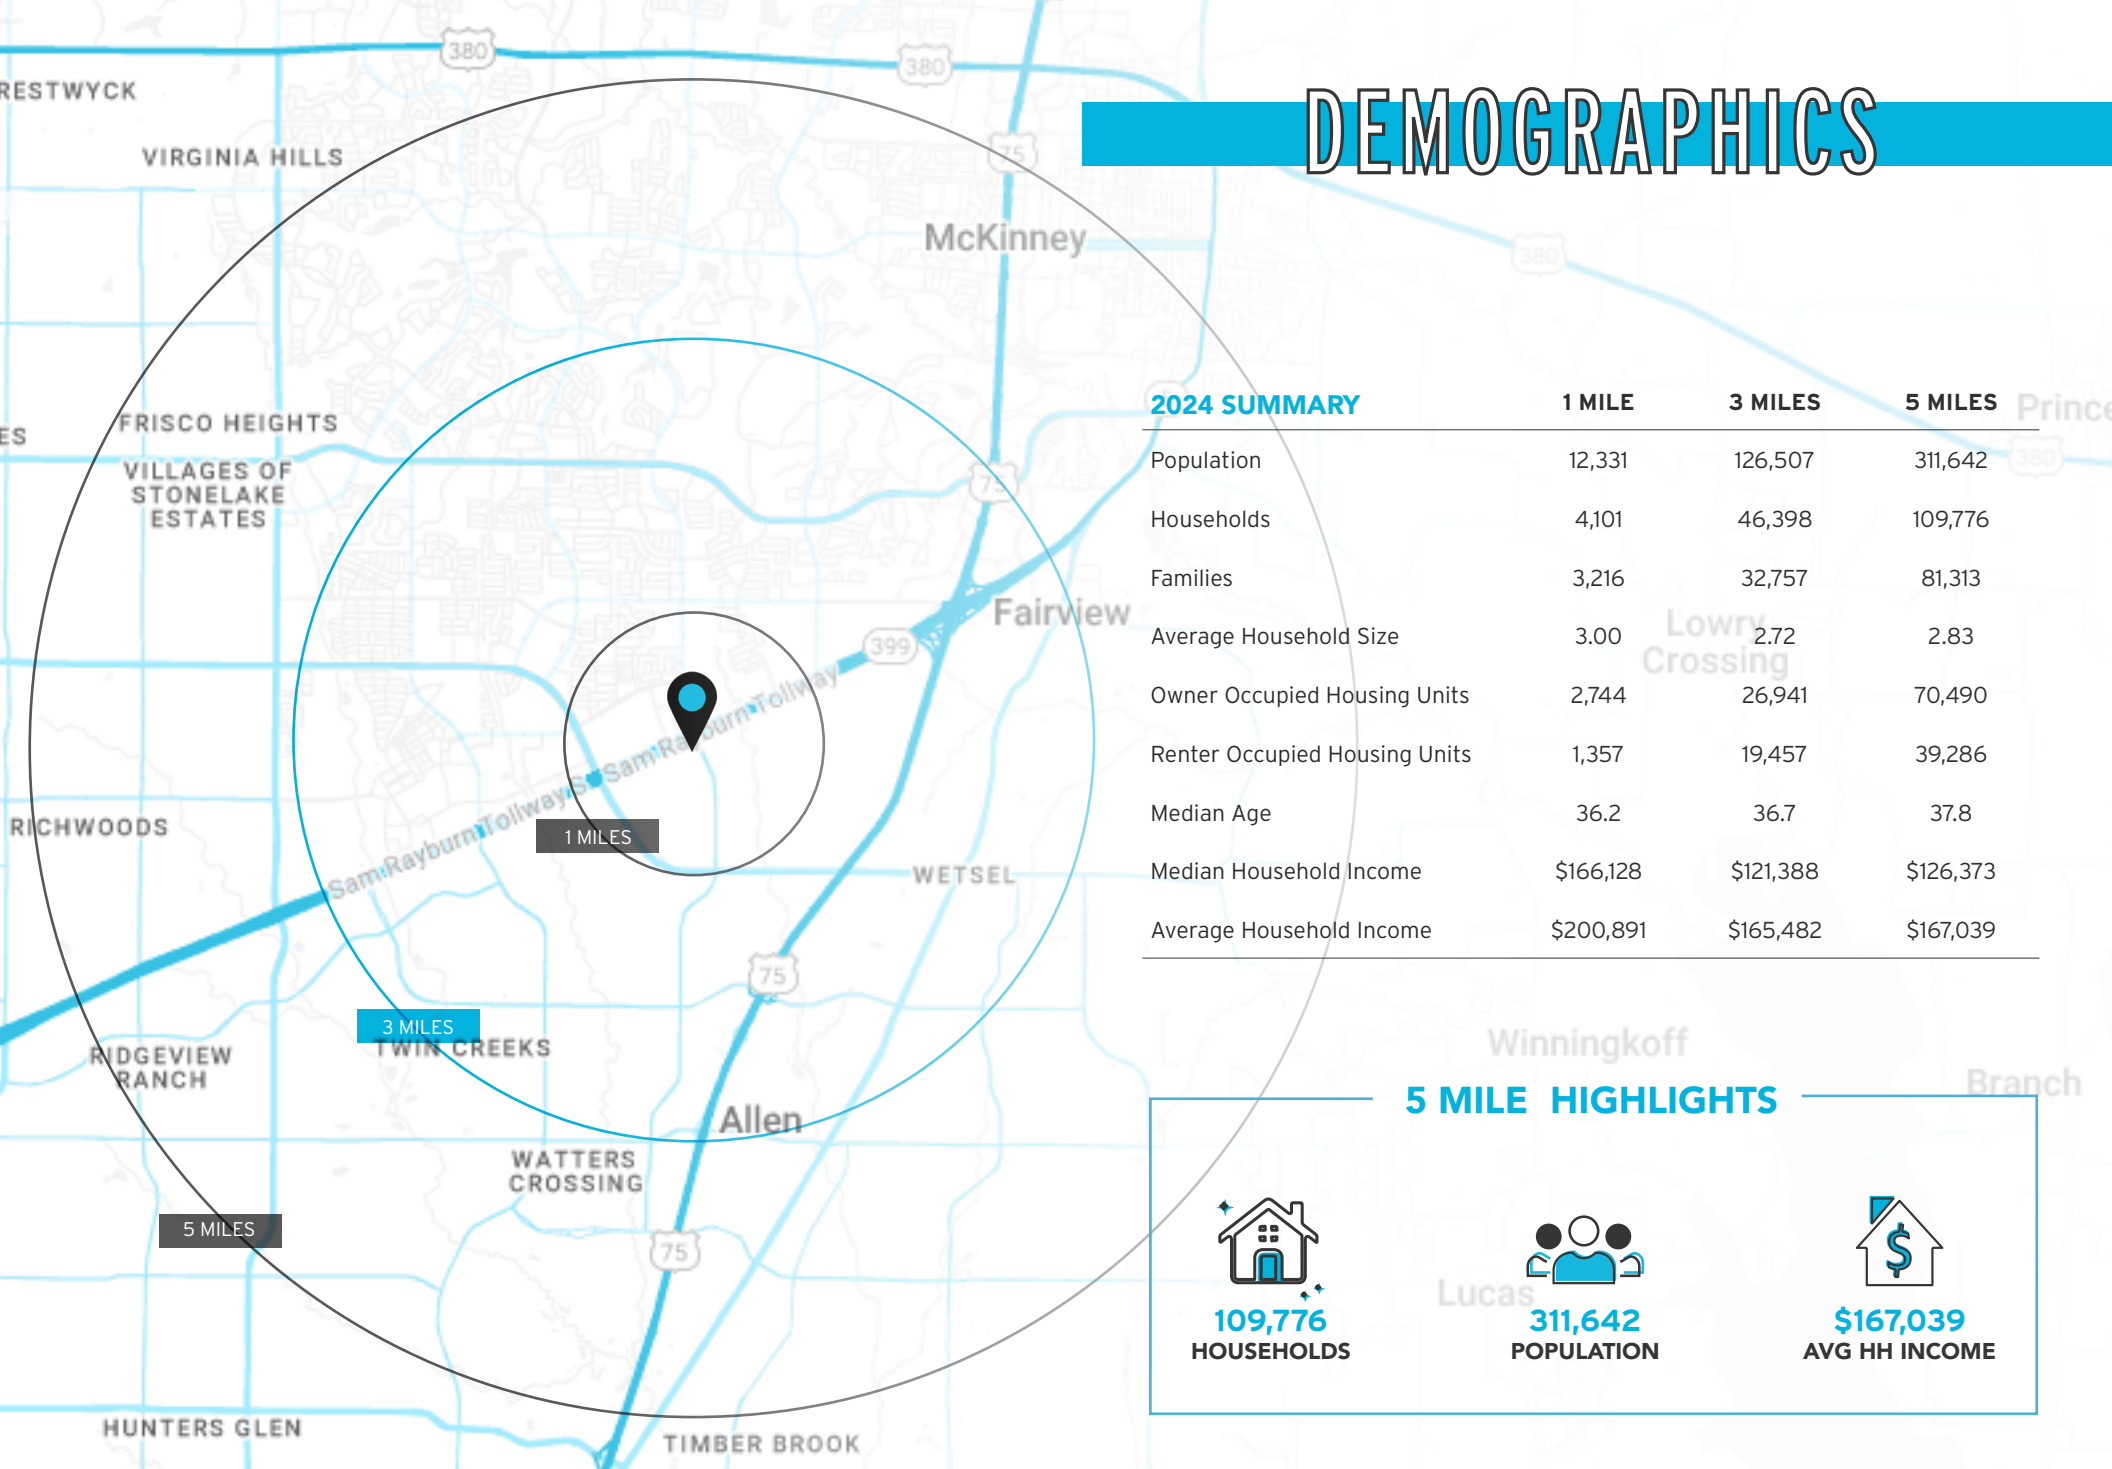 DEMOGRAPHICS
380
380
RESTWYCK
VIRGINIA HILLS
75
McKinney
380
FRISCO HEIGHTS
ES
VILLAGES OF
STONELAKE
ESTATES
75
Prince
380
Fairview
399
Lowry
Crossing
Sam Rayburn Tollway
Sam Rayburn Tollway
RICHWOODS
1 MILES
WETSEL
75
3 MILES
TWIN CREEKS
RIDGEVIEW
RANCH
Winningkoff
Branch
Allen
WATTERS
CROSSING
5 MILES
75
Lucas
HUNTERS GLEN
TIMBER BROOK
2024 SUMMARY 1 MILE 3 MILES 5 MILES
Population 12,331 126,507 311,642
Households 4,101 46,398 109,776
Families 3,216 32,757 81,313
Average Household Size 3.00 2.72 2.83
Owner Occupied Housing Units 2,744 26,941 70,490
Renter Occupied Housing Units 1,357 19,457 39,286
Median Age 36.2 36.7 37.8
Median Household Income $166,128 $121,388 $126,373
Average Household Income $200,891 $165,482 $167,039
5 MILE HIGHLIGHTS
$
109,776 311,642 $167,039
HOUSEHOLDS POPULATION AVG HH INCOME